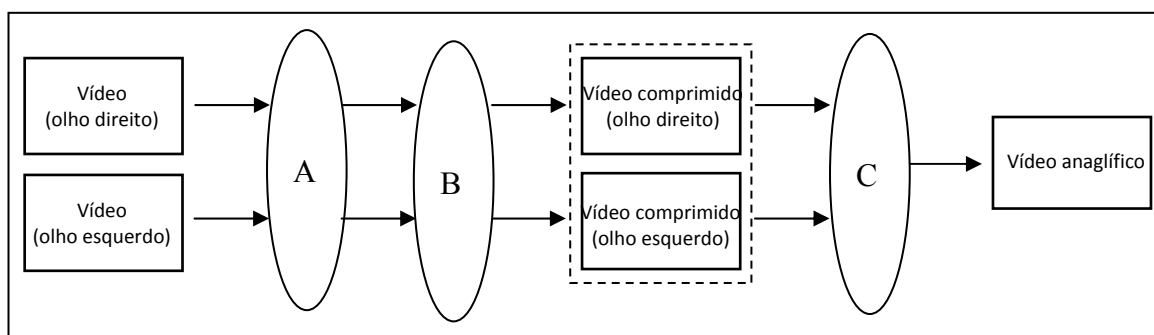 Vídeo
(olho direito)
Vídeo
(olho esquerdo)
A
B
Vídeo comprimido
(olho direito)
Vídeo comprimido
(olho esquerdo)
C
Vídeo anaglífico